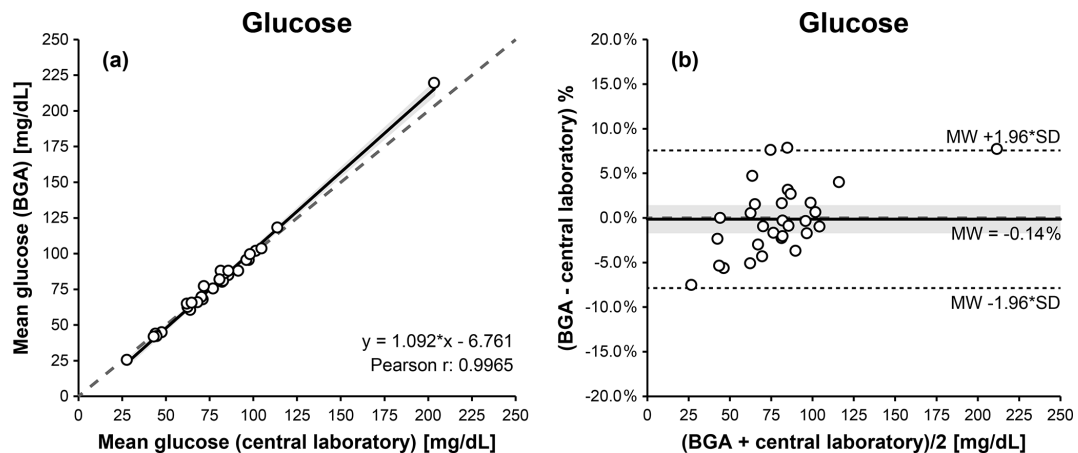 Glucose
(a)
Mean glucose (BGA) [mg/dL]
250
225
200
175
150
125
100
75
50
25
0
y = 1.092*x - 6.761
Pearson r: 0.9965
0 25 50 75 100 125 150 175 200 225 250
Mean glucose (central laboratory) [mg/dL]
Glucose
(b)
(BGA - central laboratory) %
20.0%
15.0%
10.0%
5.0%
0.0%
-5.0%
-10.0%
-15.0%
-20.0%
MW +1.96*SD
MW = -0.14%
MW -1.96*SD
0 25 50 75 100 125 150 175 200 225 250
(BGA + central laboratory)/2 [mg/dL]